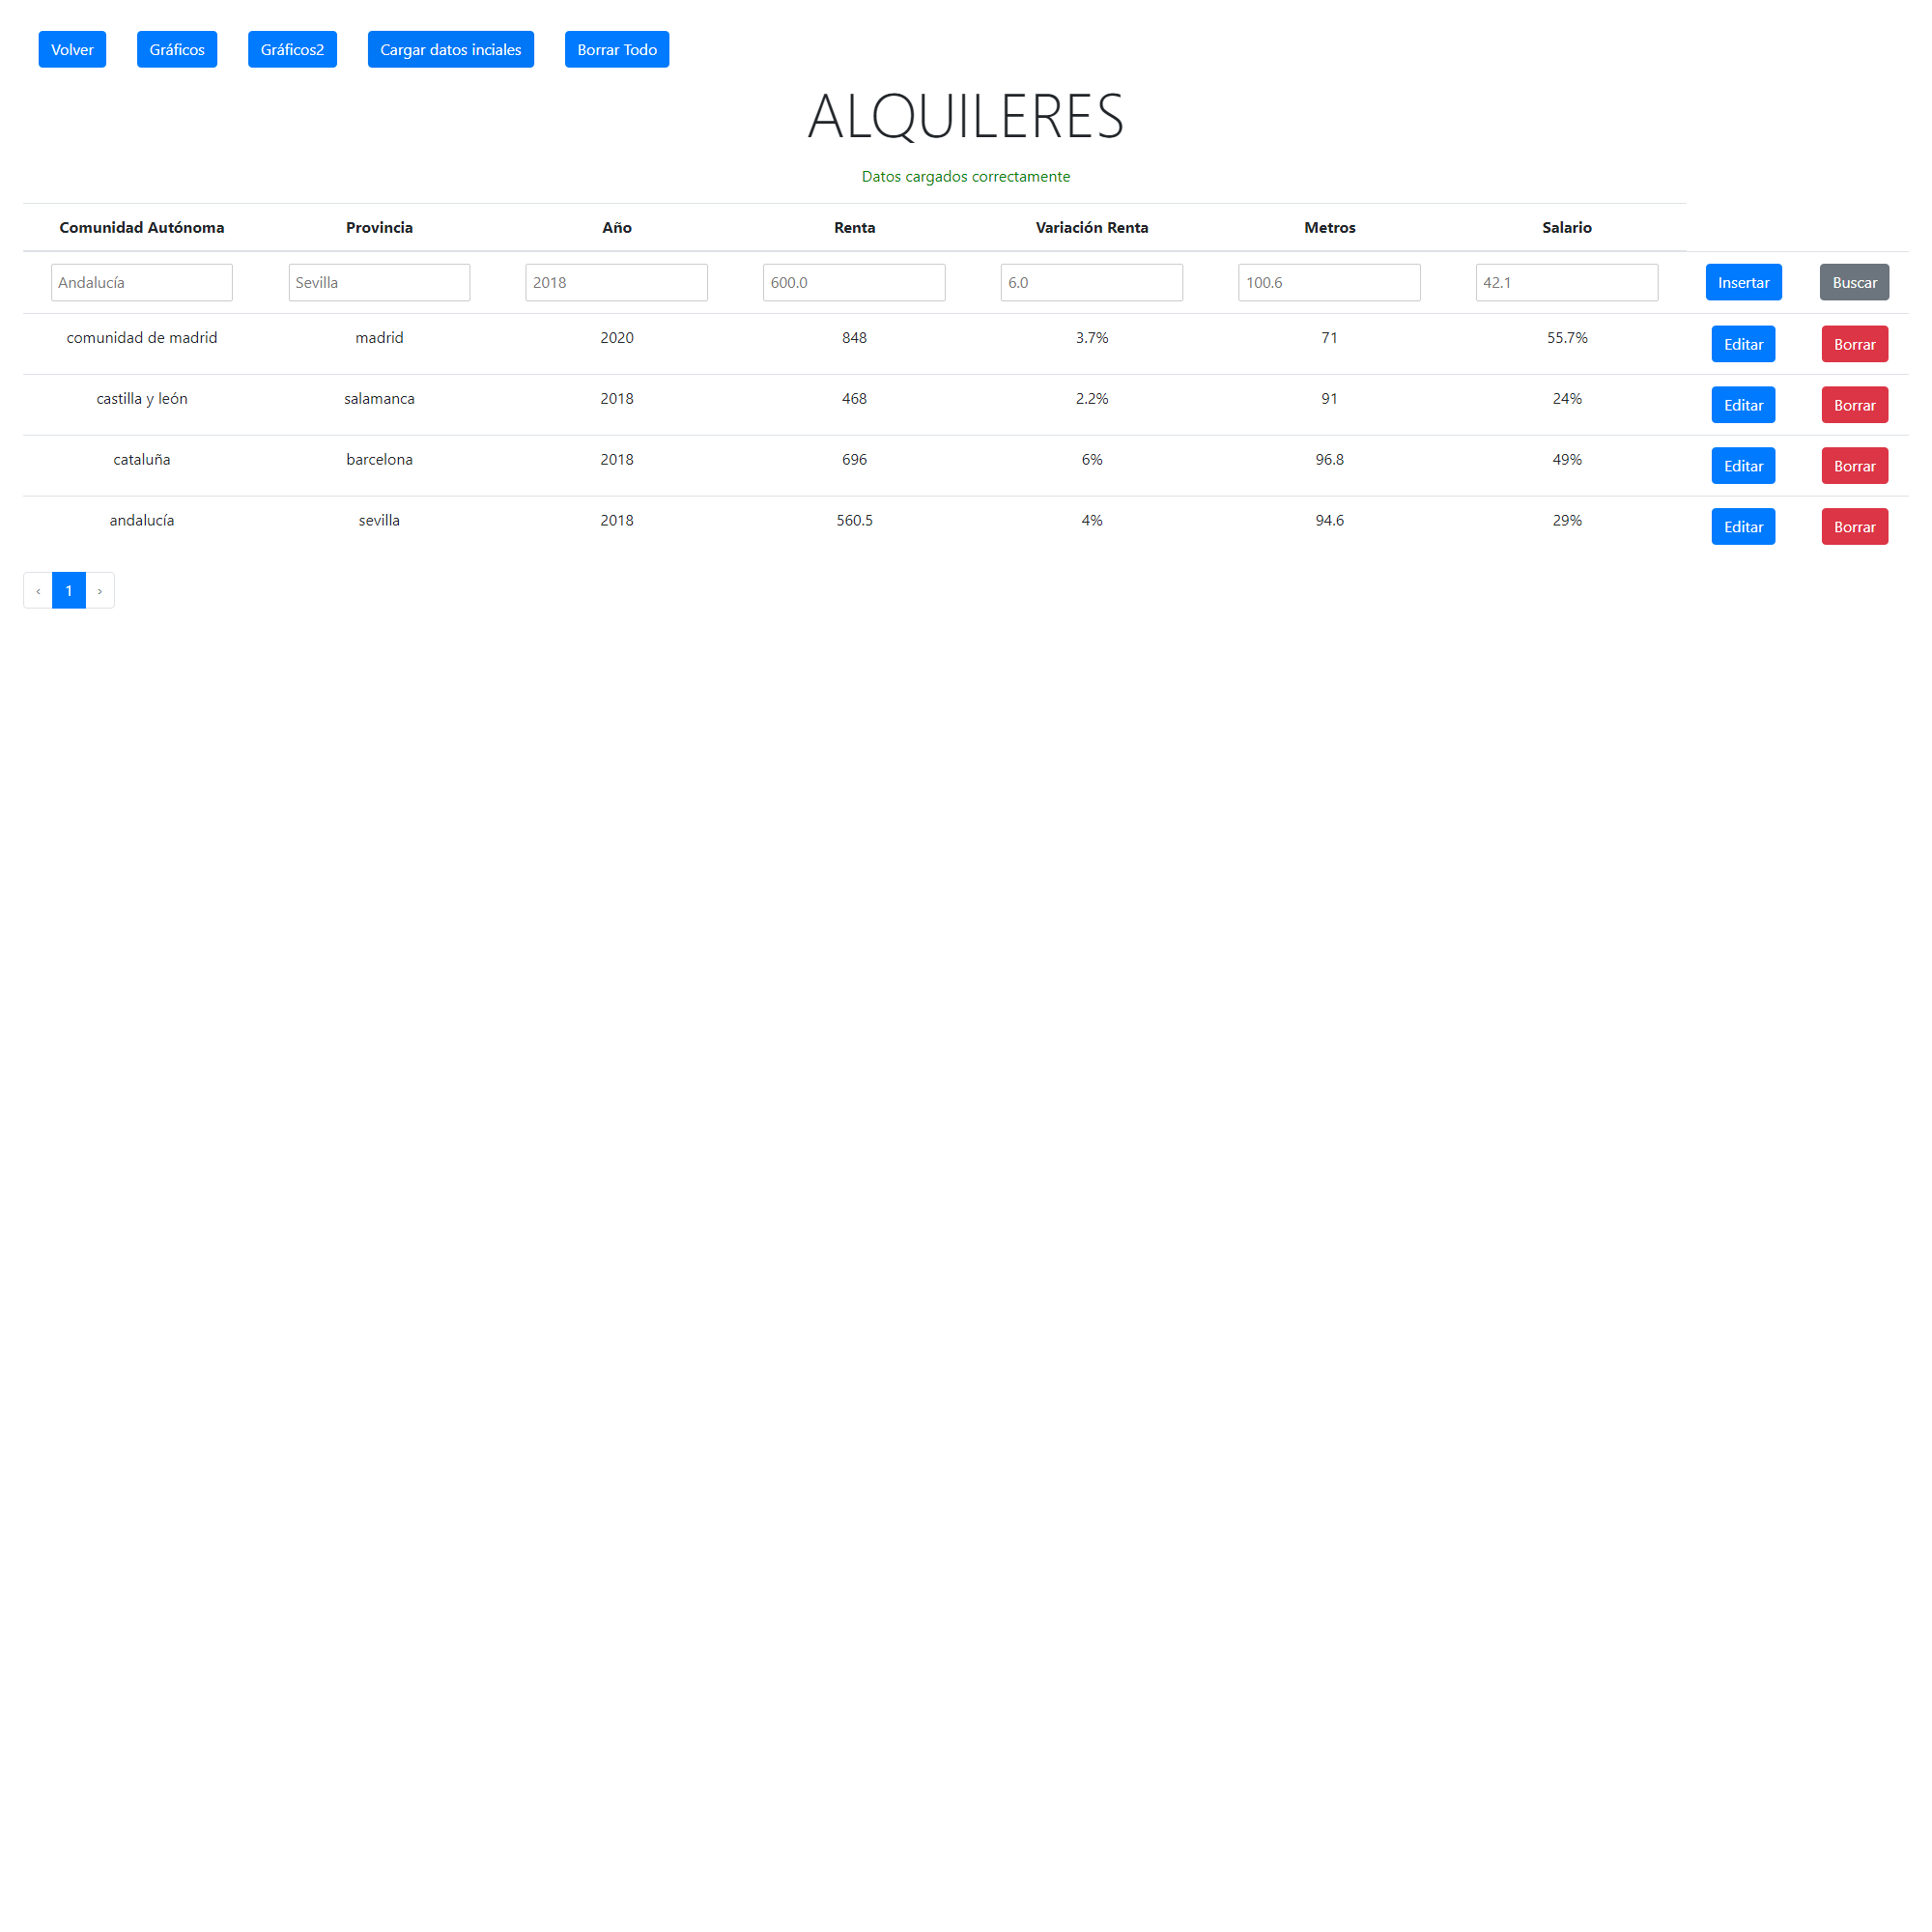 Volver Gráficos Gráficos2 Cargar datos inciales Borrar Todo
ALQUILERES
Datos cargados correctamente
Comunidad Autónoma Provincia Año Renta Variación Renta Metros Salario
Andalucía Sevilla 2018 600.0 6.0 100.6 42.1 Insertar Buscar
comunidad de madrid madrid 2020 848 3.7% 71 55.7% Editar Borrar
castilla y león salamanca 2018 468 2.2% 91 24% Editar Borrar
cataluña barcelona 2018 696 6% 96.8 49% Editar Borrar
andalucía sevilla 2018 560.5 4% 94.6 29% Editar Borrar
‹ 1 ›